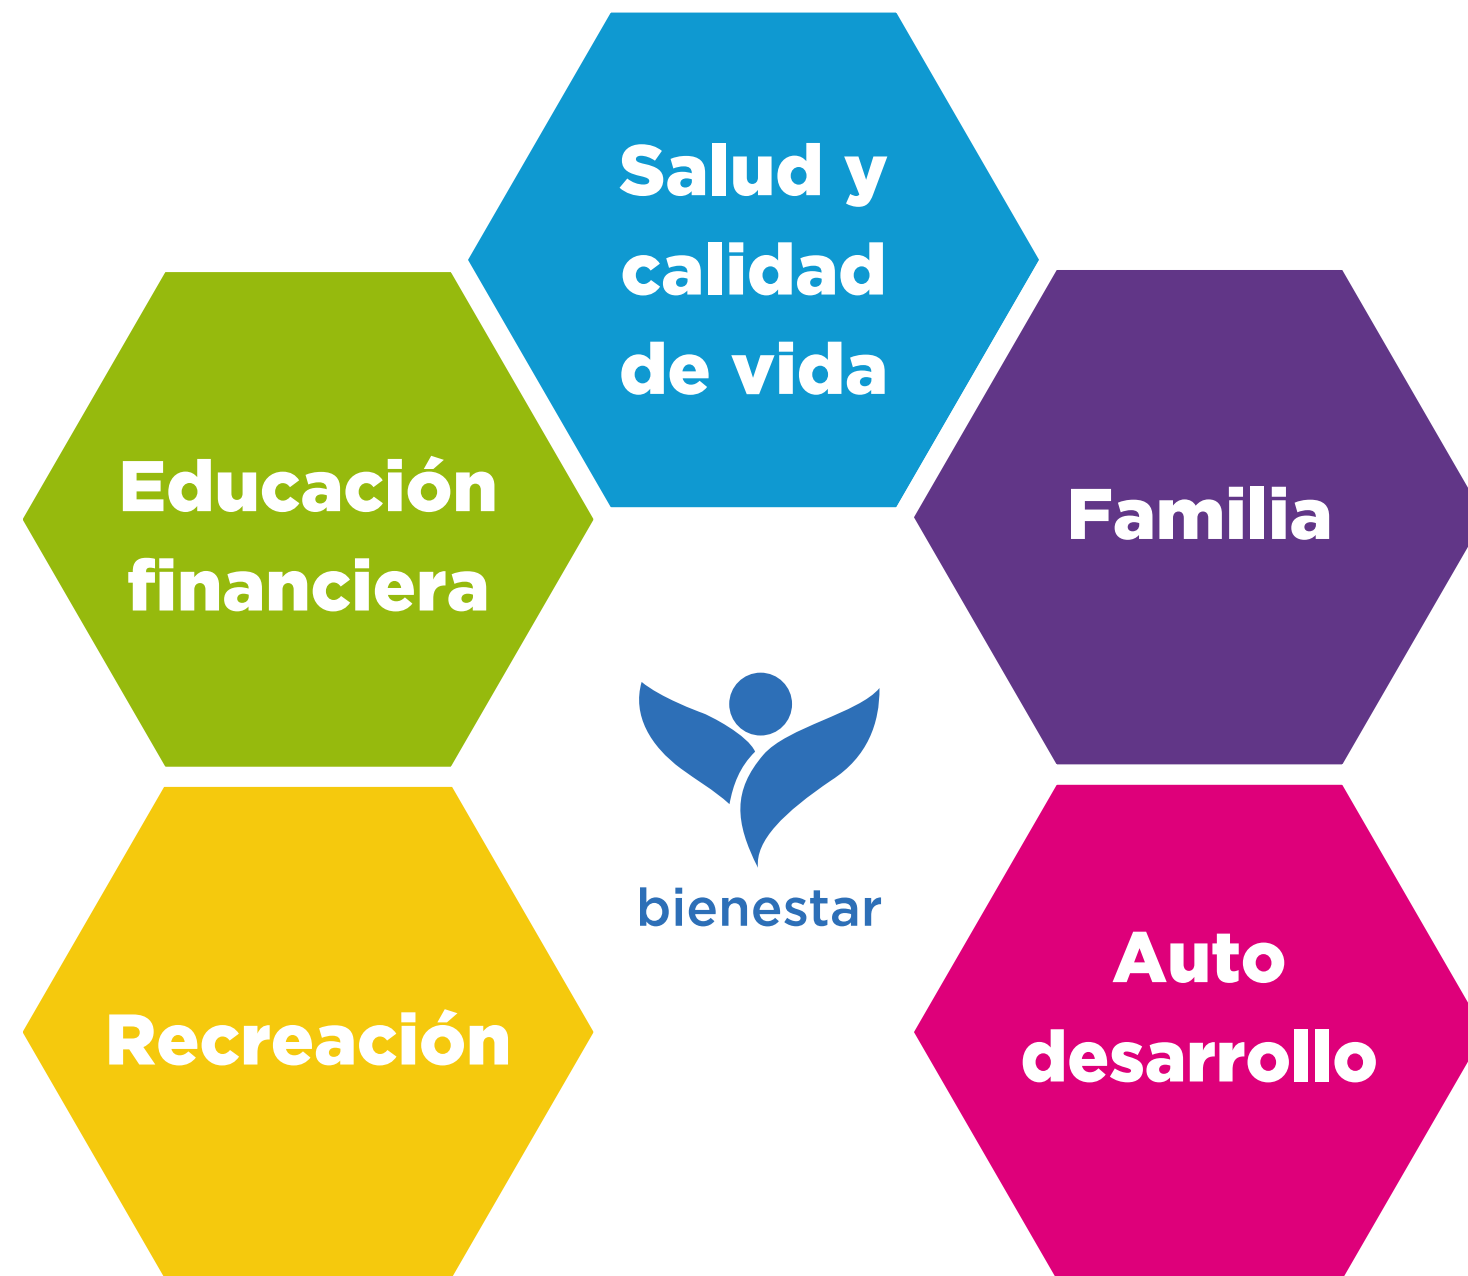 Salud y
calidad
de vida
Educación
financiera
Familia
bienestar
Recreación
Auto
desarrollo